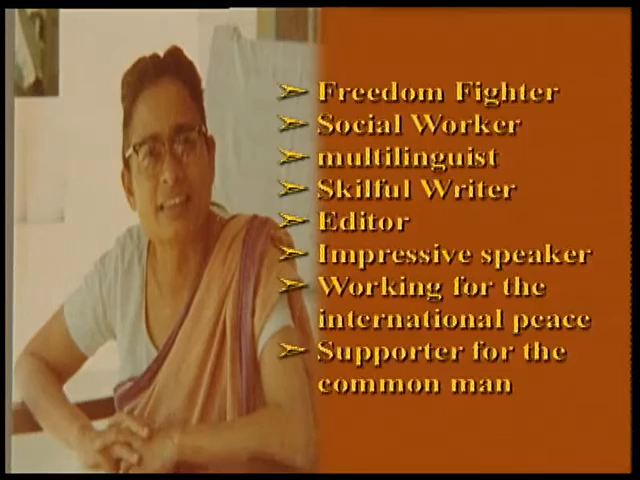 ➢ Freedom Fighter
➢ Social Worker
➢ multilinguist
➢ Skilful Writer
➢ Editor
➢ Impressive speaker
➢ Working for the
international peace
➢ Supporter for the
common man